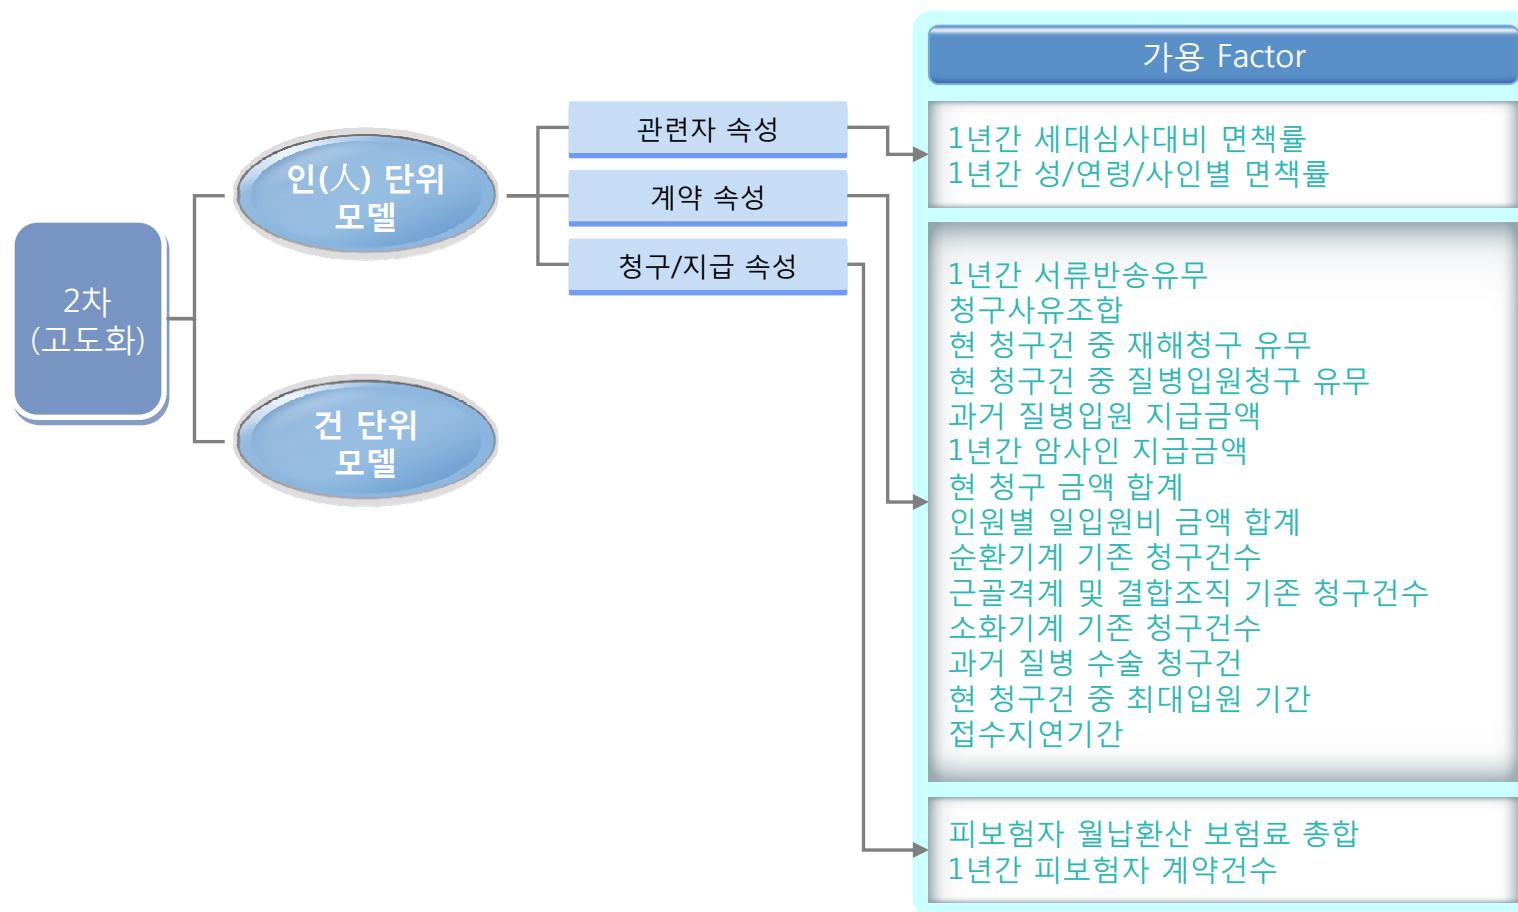 가용 Factor
2차
(고도화)
인(人) 단위
모델
건 단위
모델
관련자 속성
계약 속성
청구/지급 속성
1년간 세대심사대비 면책률
1년간 성/연령/사인별 면책률
1년간 서류반송유무
청구사유조합
현 청구건 중 재해청구 유무
현 청구건 중 질병입원청구 유무
과거 질병입원 지급금액
1년간 암사인 지급금액
현 청구 금액 합계
인원별 일입원비 금액 합계
순환기계 기존 청구건수
근골격계 및 결합조직 기존 청구건수
소화기계 기존 청구건수
과거 질병 수술 청구건
현 청구건 중 최대입원 기간
접수지연기간
피보험자 월납환산 보험료 총합
1년간 피보험자 계약건수